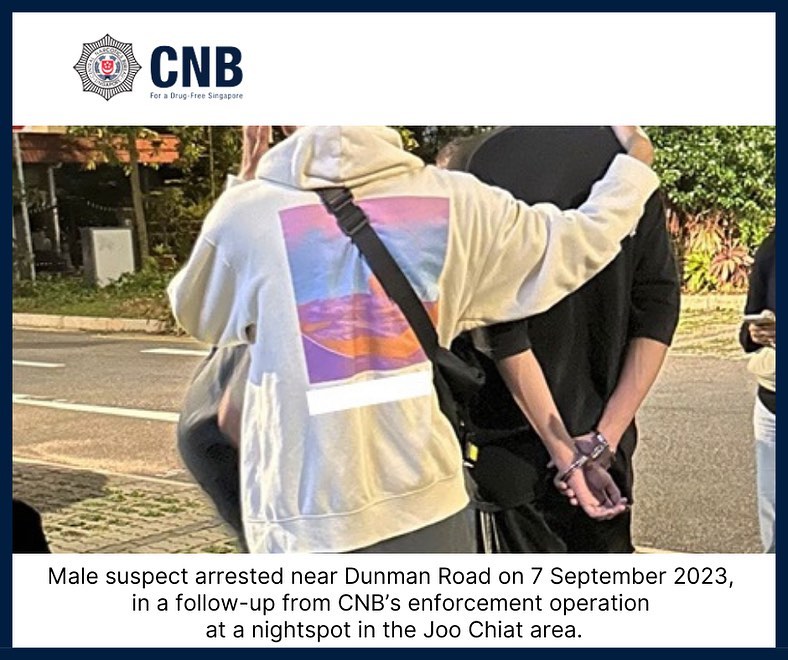 CNB
For a Drug-Free Singapore
Male suspect arrested near Dunman Road on 7 September 2023,
in a follow-up from CNB's enforcement operation
at a nightspot in the Joo Chiat area.